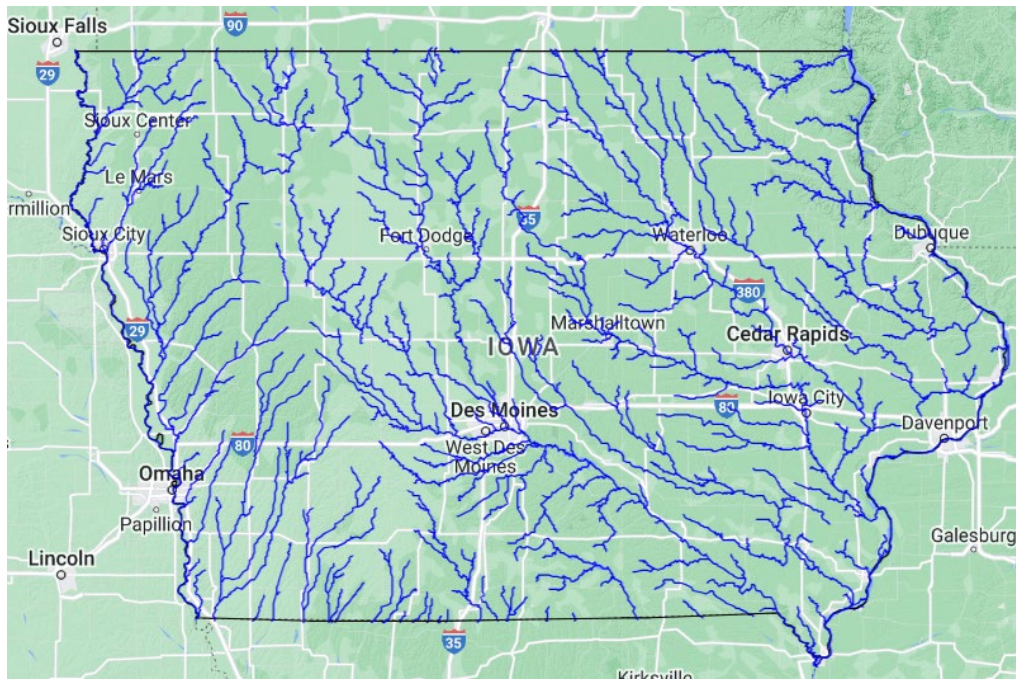 Sioux Falls
90
29
Sioux Center
Le Mars
rmillion
Sioux City
Fort Dodge
35
Waterloo
Dubuque
380
29
Marshalltown
IOWA
Cedar Rapids
Des Moines
80
Iowa City
Davenport
80
West Des
Moines
Omaha
Papillion
Galesburg
Lincoln
35
Kirksville